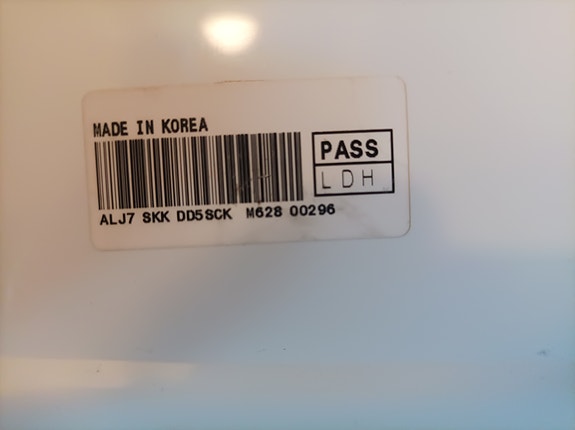 MADE IN KOREA
PASS
LDH
ALJ7 SKK DD5SCK M628 00296